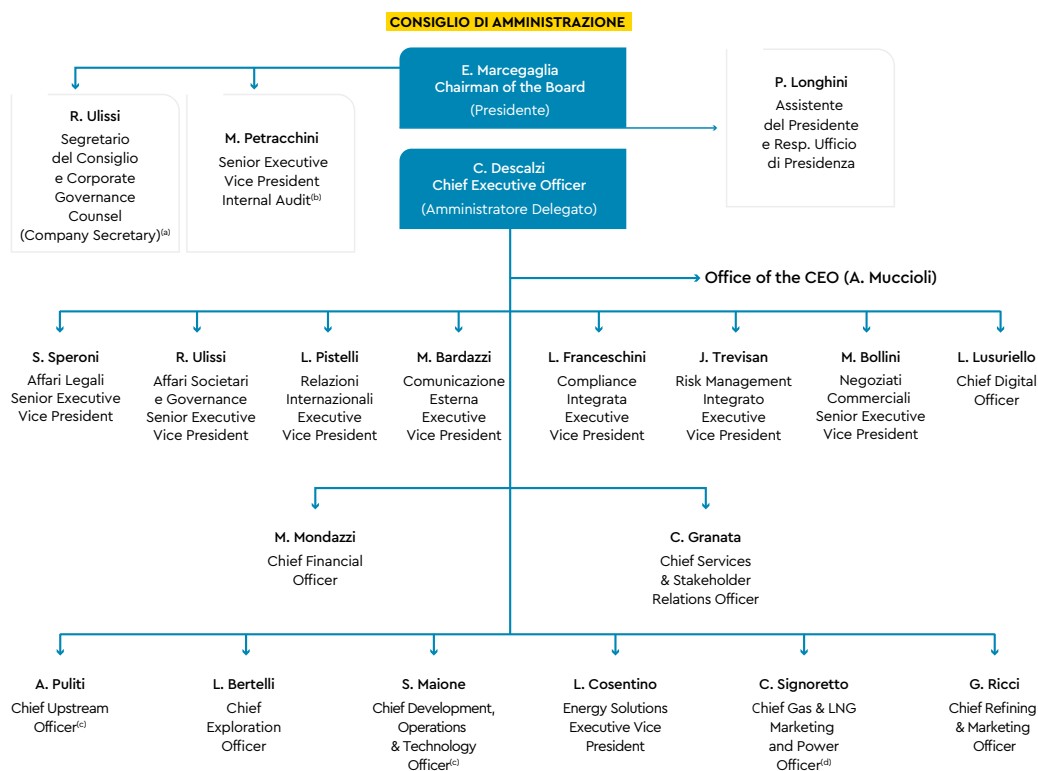 CONSIGLIO DI AMMINISTRAZIONE
E. Marcegaglia
Chairman of the Board
(Presidente)
R. Ulissi
Segretario
del Consiglio
e Corporate
Governance
Counsel
(Company Secretary)(a)
M. Petracchini
Senior Executive
Vice President
Internal Audit(b)
P. Longhini
Assistente
del Presidente
e Resp. Ufficio
di Presidenza
C. Descalzi
Chief Executive Officer
(Amministratore Delegato)
Office of the CEO (A. Muccioli)
S. Speroni
Affari Legali
Senior Executive
Vice President
R. Ulissi
Affari Societari
e Governance
Senior Executive
Vice President
L. Pistelli
Relazioni
Internazionali
Executive
Vice President
M. Bardazzi
Comunicazione
Esterna
Executive
Vice President
L. Franceschini
Compliance
Integrata
Executive
Vice President
J. Trevisan
Risk Management
Integrato
Executive
Vice President
M. Bollini
Negoziati
Commerciali
Senior Executive
Vice President
L. Lusuriello
Chief Digital
Officer
M. Mondazzi
Chief Financial
Officer
C. Granata
Chief Services
& Stakeholder
Relations Officer
A. Puliti
Chief Upstream
Officer(c)
L. Bertelli
Chief
Exploration
Officer
S. Maione
Chief Development,
Operations
& Technology
Officer(c)
L. Cosentino
Energy Solutions
Executive Vice
President
C. Signoretto
Chief Gas & LNG
Marketing
and Power
Officer(d)
G. Ricci
Chief Refining
& Marketing
Officer